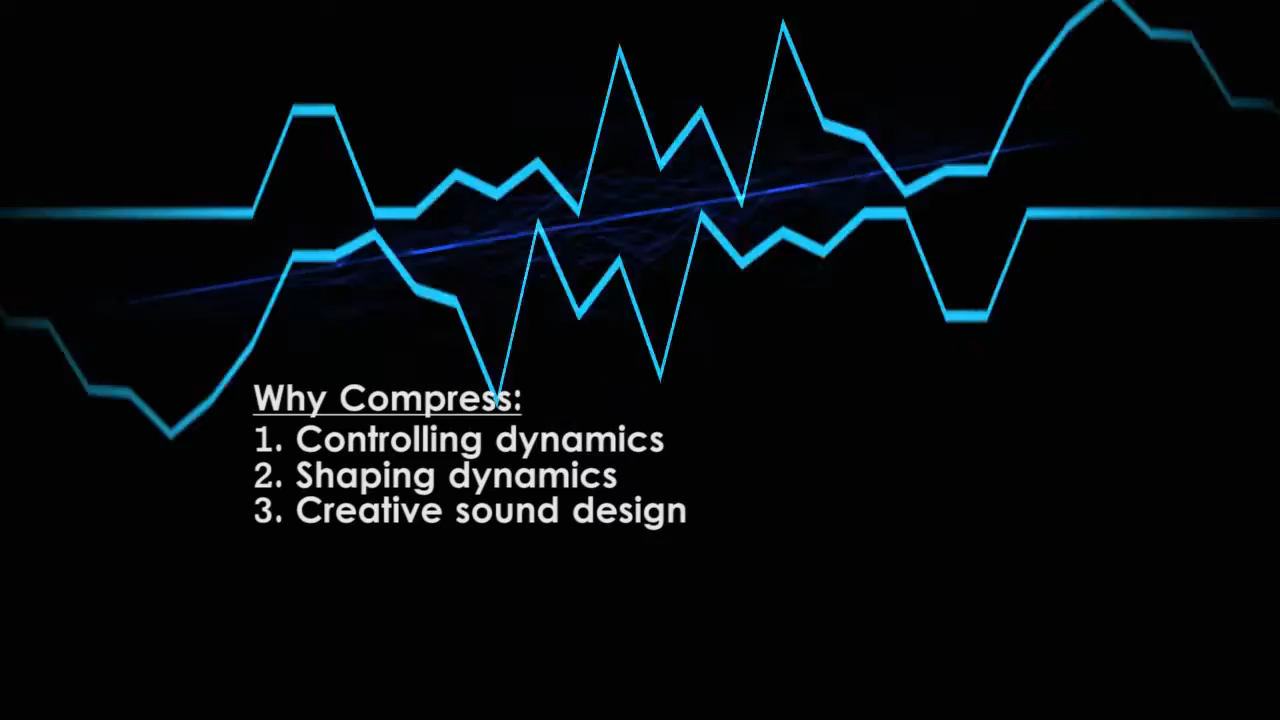 Why Compress:
1. Controlling dynamics
2. Shaping dynamics
3. Creative sound design